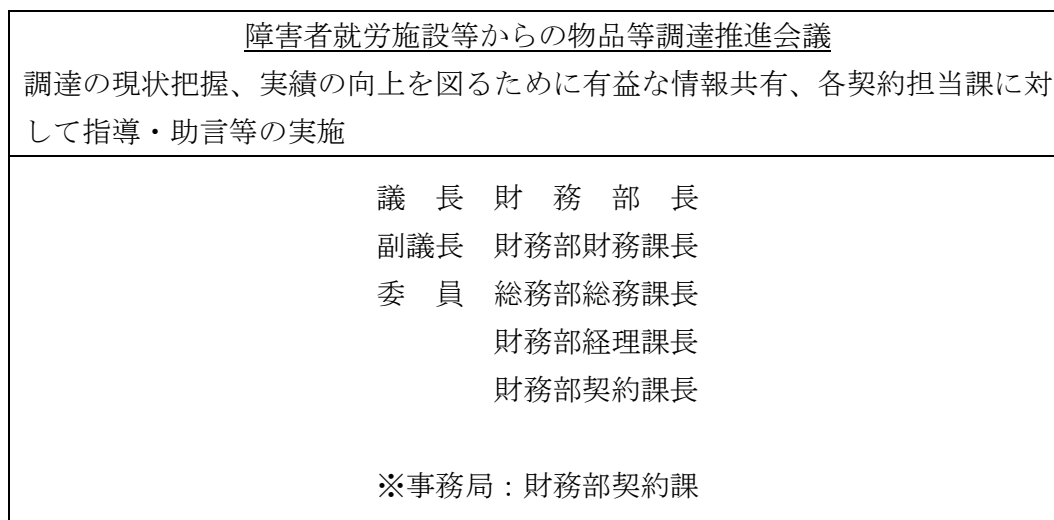 障害者就労施設等からの物品等調達推進会議
調達の現状把握、実績の向上を図るために有益な情報共有、各契約担当課に対
して指導・助言等の実施
議　長　財　務　部　長
副議長　財務部財務課長
委　員　総務部総務課長
財務部経理課長
財務部契約課長
※事務局：財務部契約課